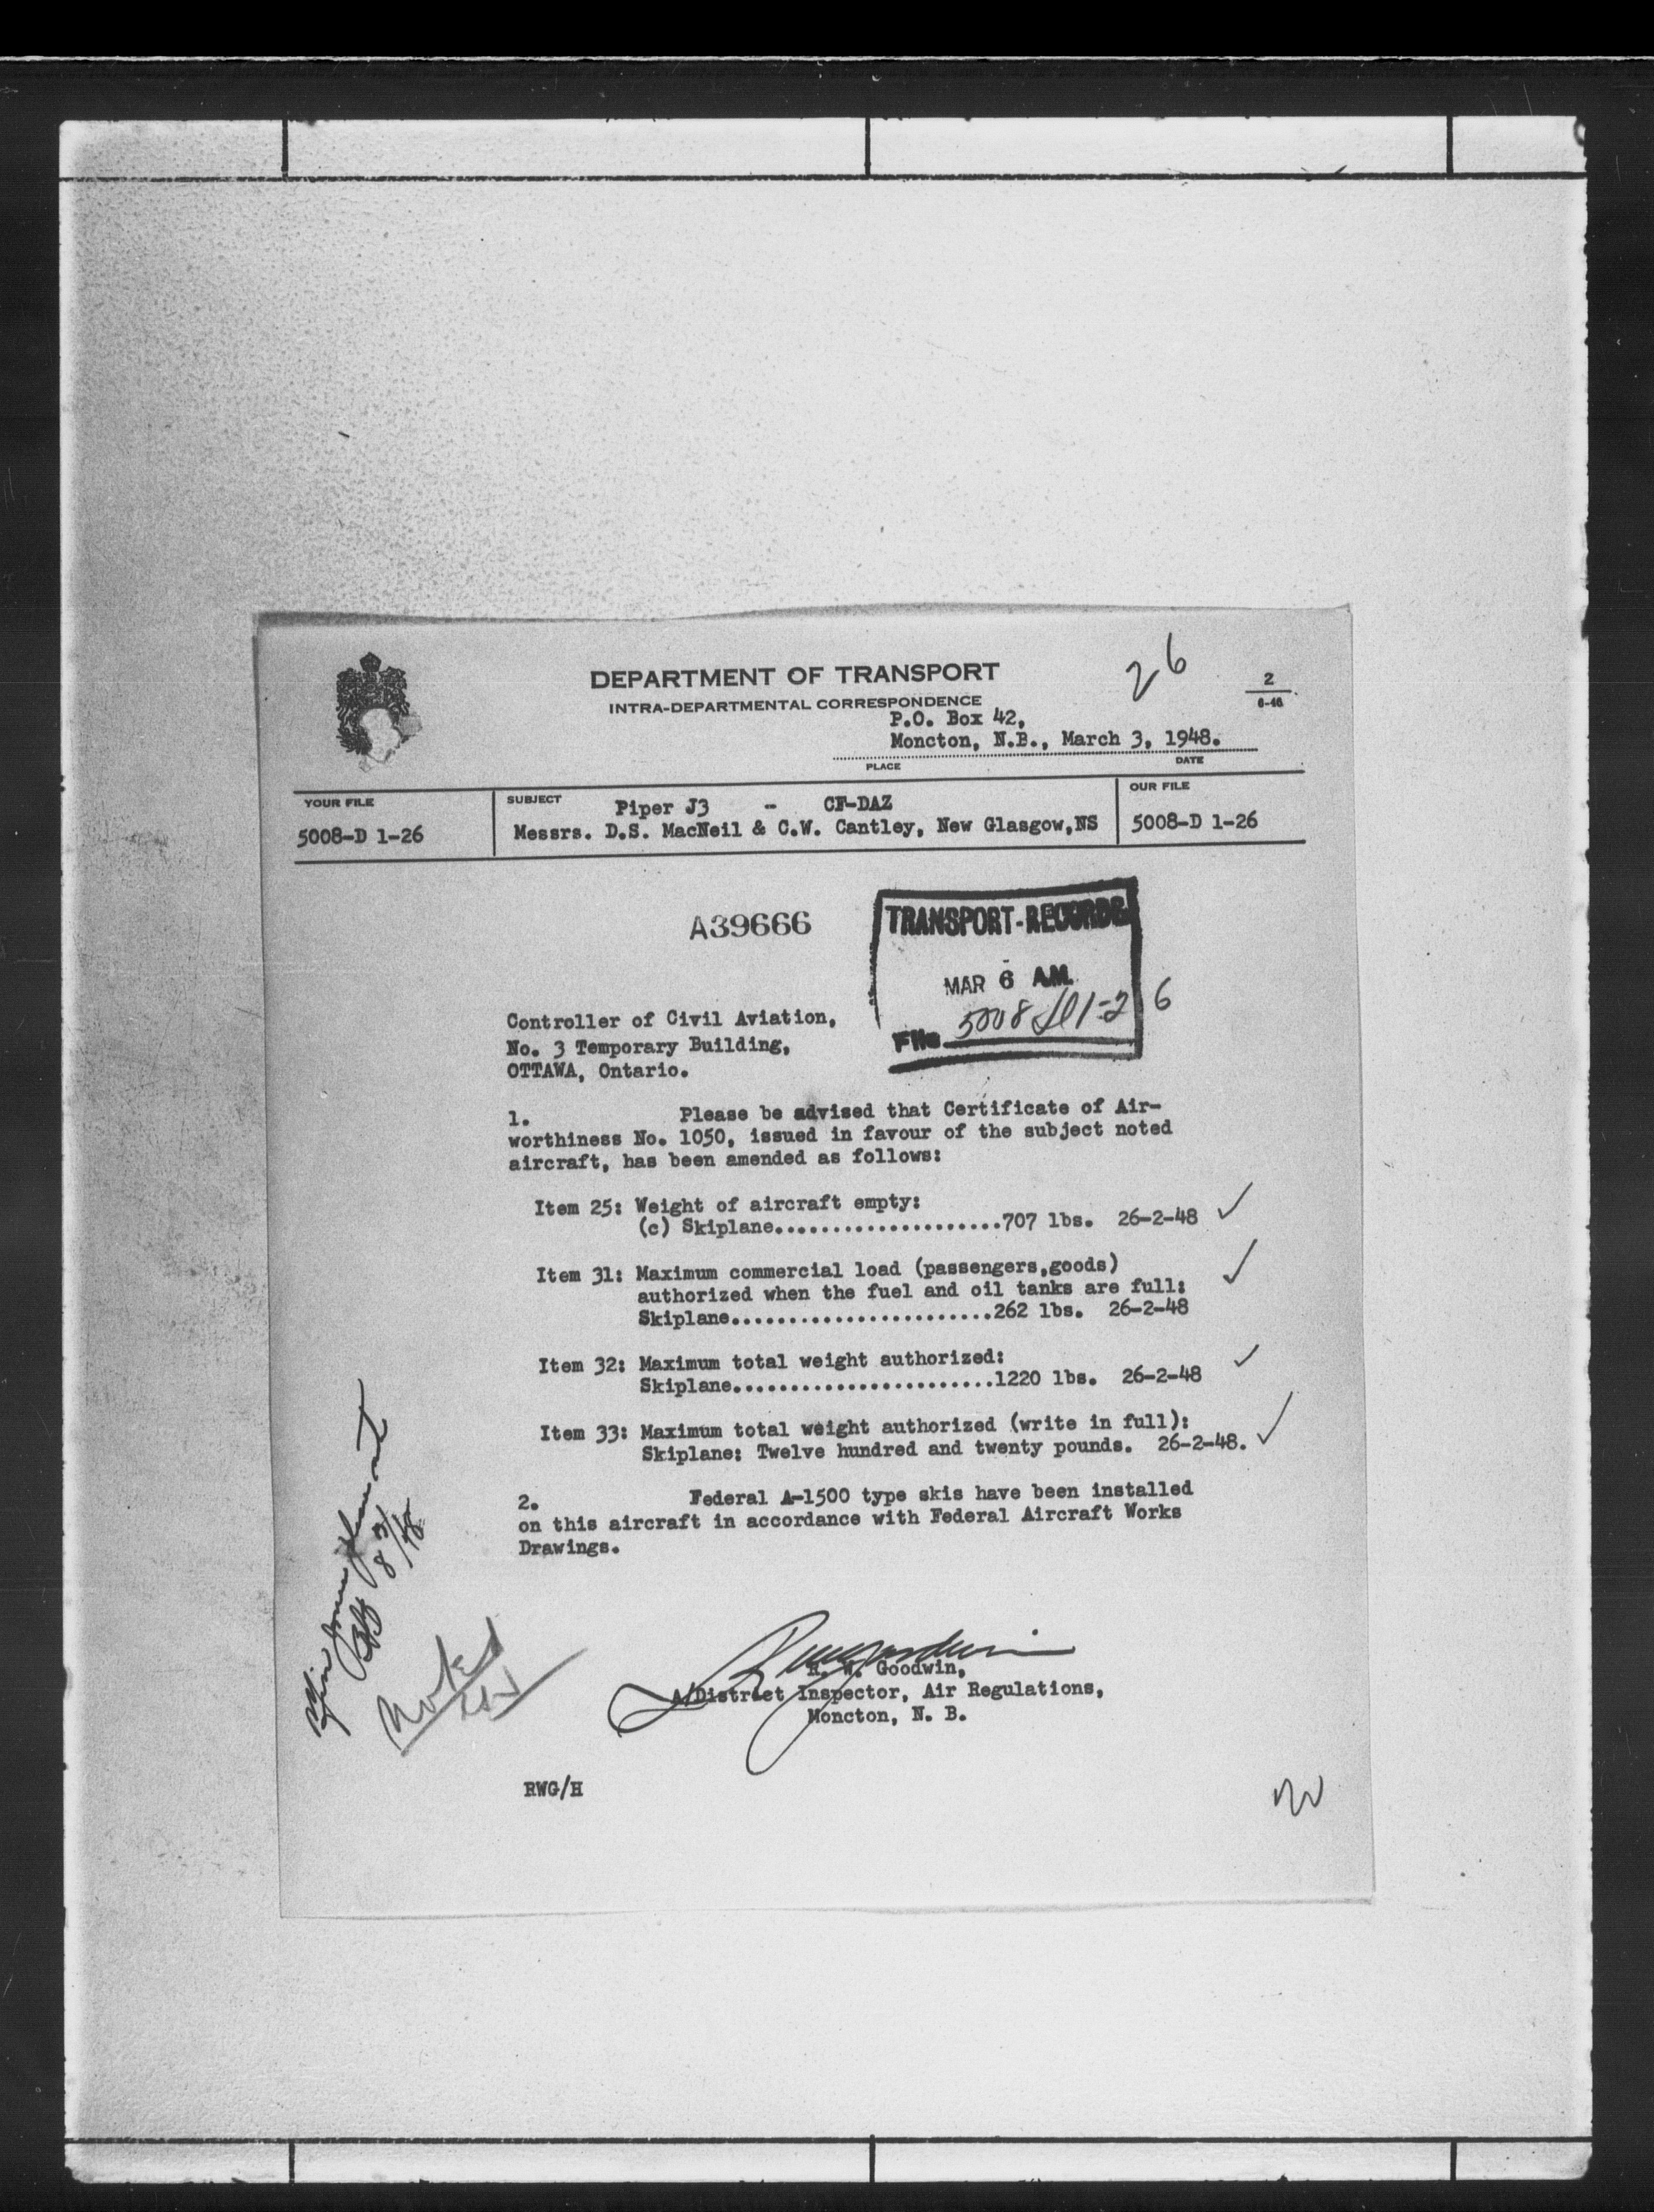 DEPARTMENT OF TRANSPORT
26
2
6-46
INTRA-DEPARTMENTAL CORRESPONDENCE
P.O. Box 42,
Moncton, N.B., March 3, 1948.
PLACE
DATE
YOUR FILE
5008-D 1-26
SUBJECT
Piper J3 - CF-DAZ
Messrs. D.S. MacNeil & C.W. Cantley, New Glasgow,NS
OUR FILE
5008-D 1-26
A39666
TRANSPORT-RECORDS
MAR 6 A.M.
File 5008 D1-26
Controller of Civil Aviation,
No. 3 Temporary Building,
OTTAWA, Ontario.
1. Please be advised that Certificate of Air-
worthiness No. 1050, issued in favour of the subject noted
aircraft, has been amended as follows:
Item 25: Weight of aircraft empty:
(c) Skiplane....................707 lbs. 26-2-48 ✓
Item 31: Maximum commercial load (passengers,goods) ✓
authorized when the fuel and oil tanks are full:
Skiplane.......................262 lbs. 26-2-48
Item 32: Maximum total weight authorized: ✓
Skiplane.......................1220 lbs. 26-2-48
Item 33: Maximum total weight authorized (write in full):
Skiplane: Twelve hundred and twenty pounds. 26-2-48. ✓
2. Federal A-1500 type skis have been installed
on this aircraft in accordance with Federal Aircraft Works
Drawings.
8/3/48
Noted
R. W. Goodwin,
A/District Inspector, Air Regulations,
Moncton, N. B.
RWG/H